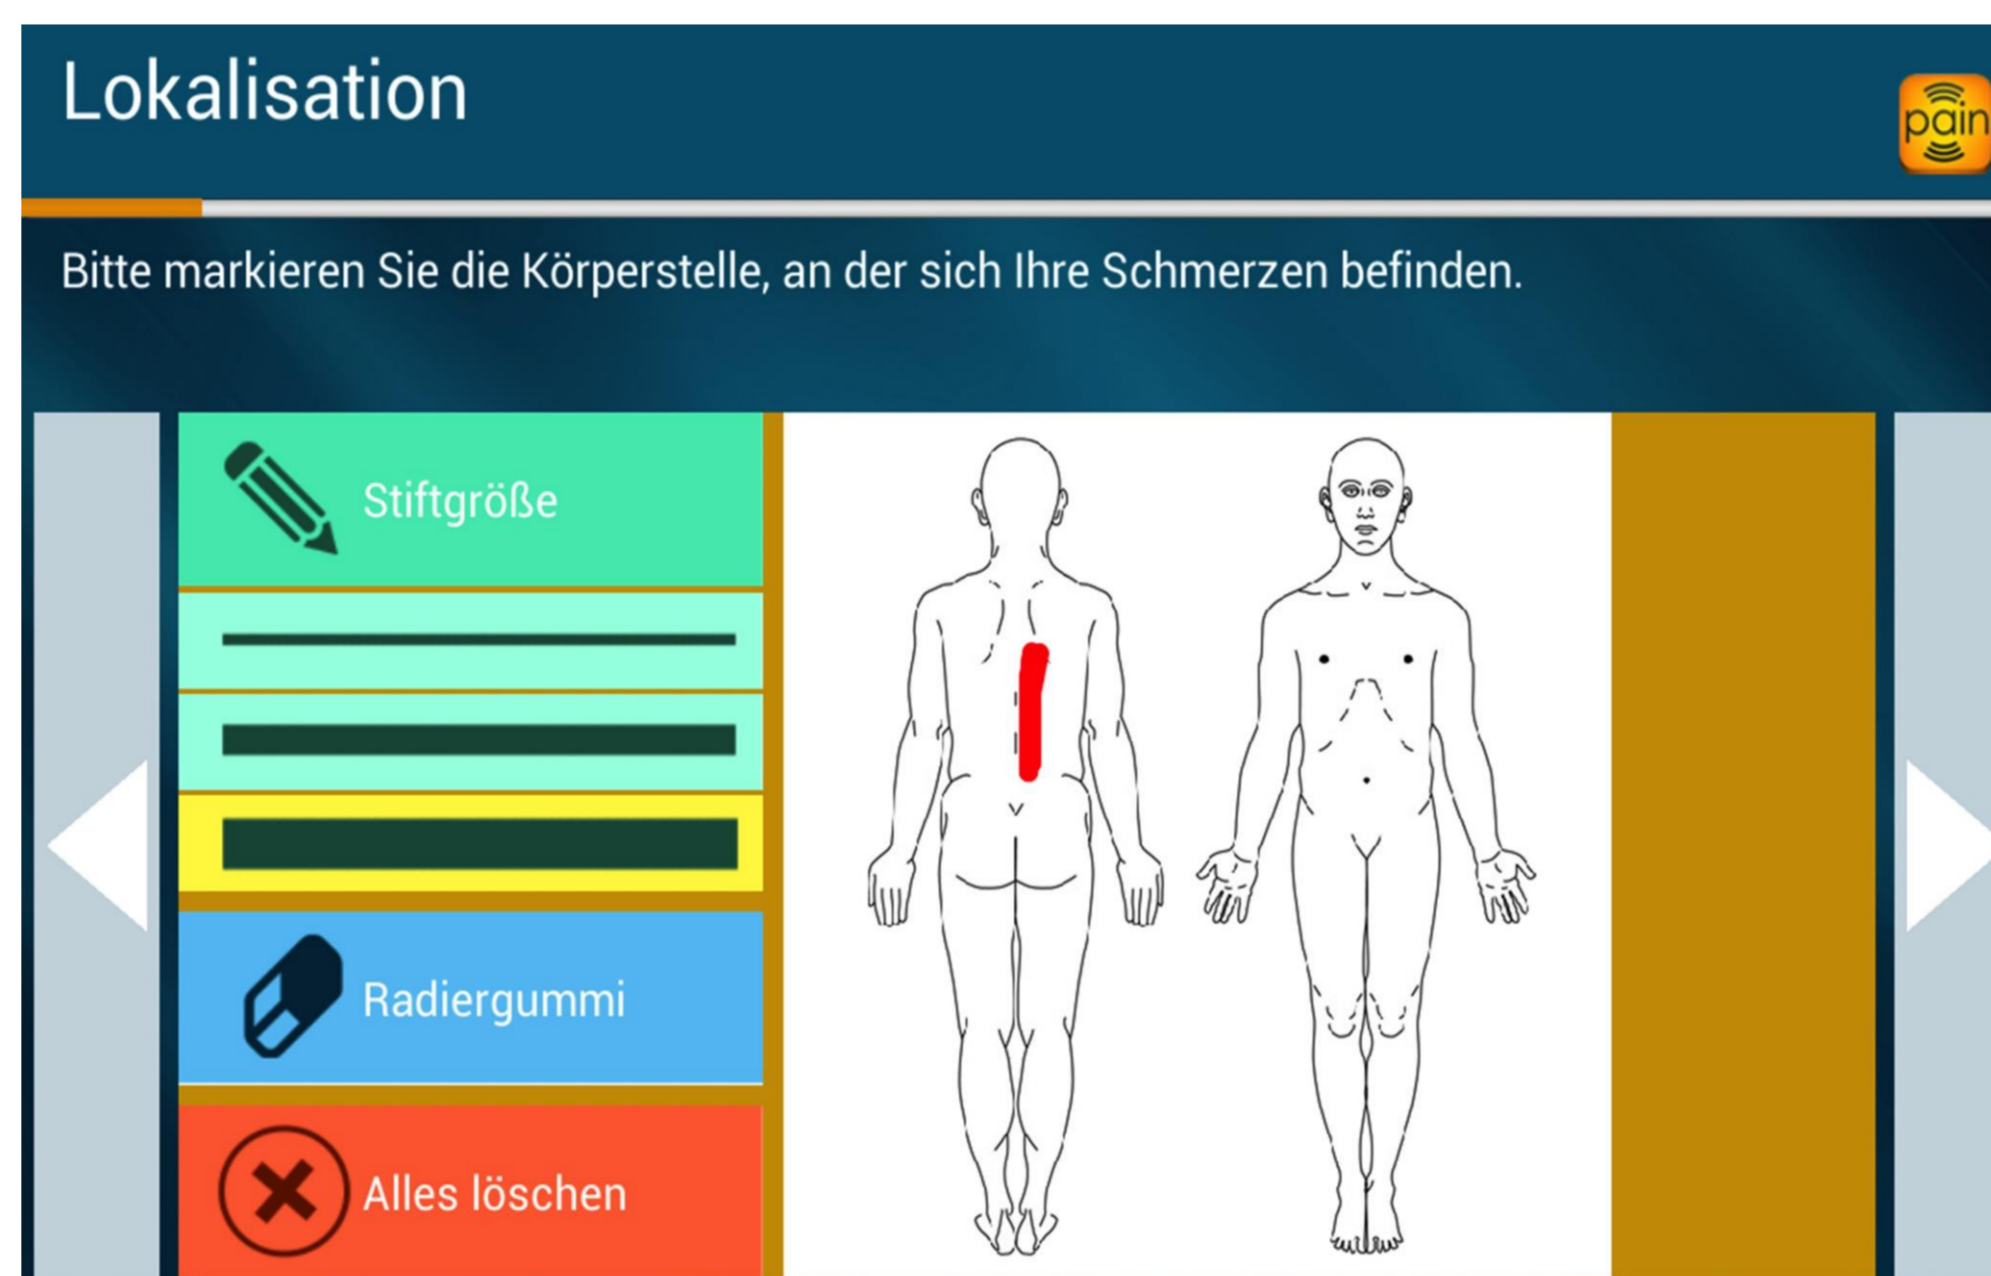 Lokalisation
pain
Bitte markieren Sie die Körperstelle, an der sich Ihre Schmerzen befinden.
Stiftgröße
Radiergummi
Alles löschen